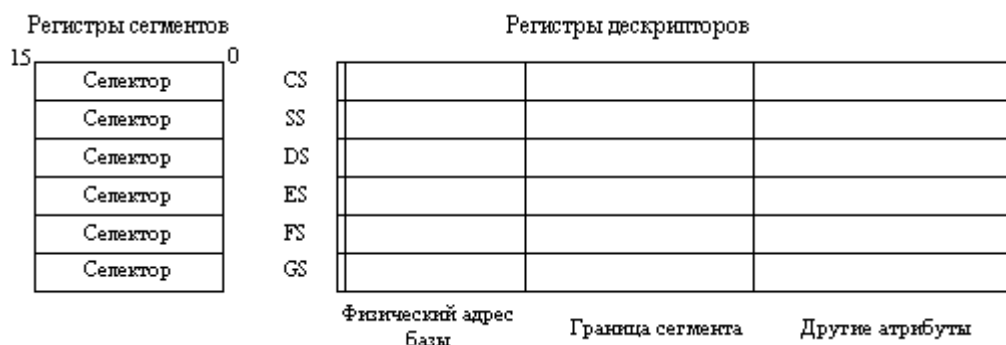 Регистры сегментов
Регистры дескрипторов
15
0
Селектор
CS
Селектор
SS
Селектор
DS
Селектор
ES
Селектор
FS
Селектор
GS
Физический адрес
базы
Граница сегмента
Другие атрибуты